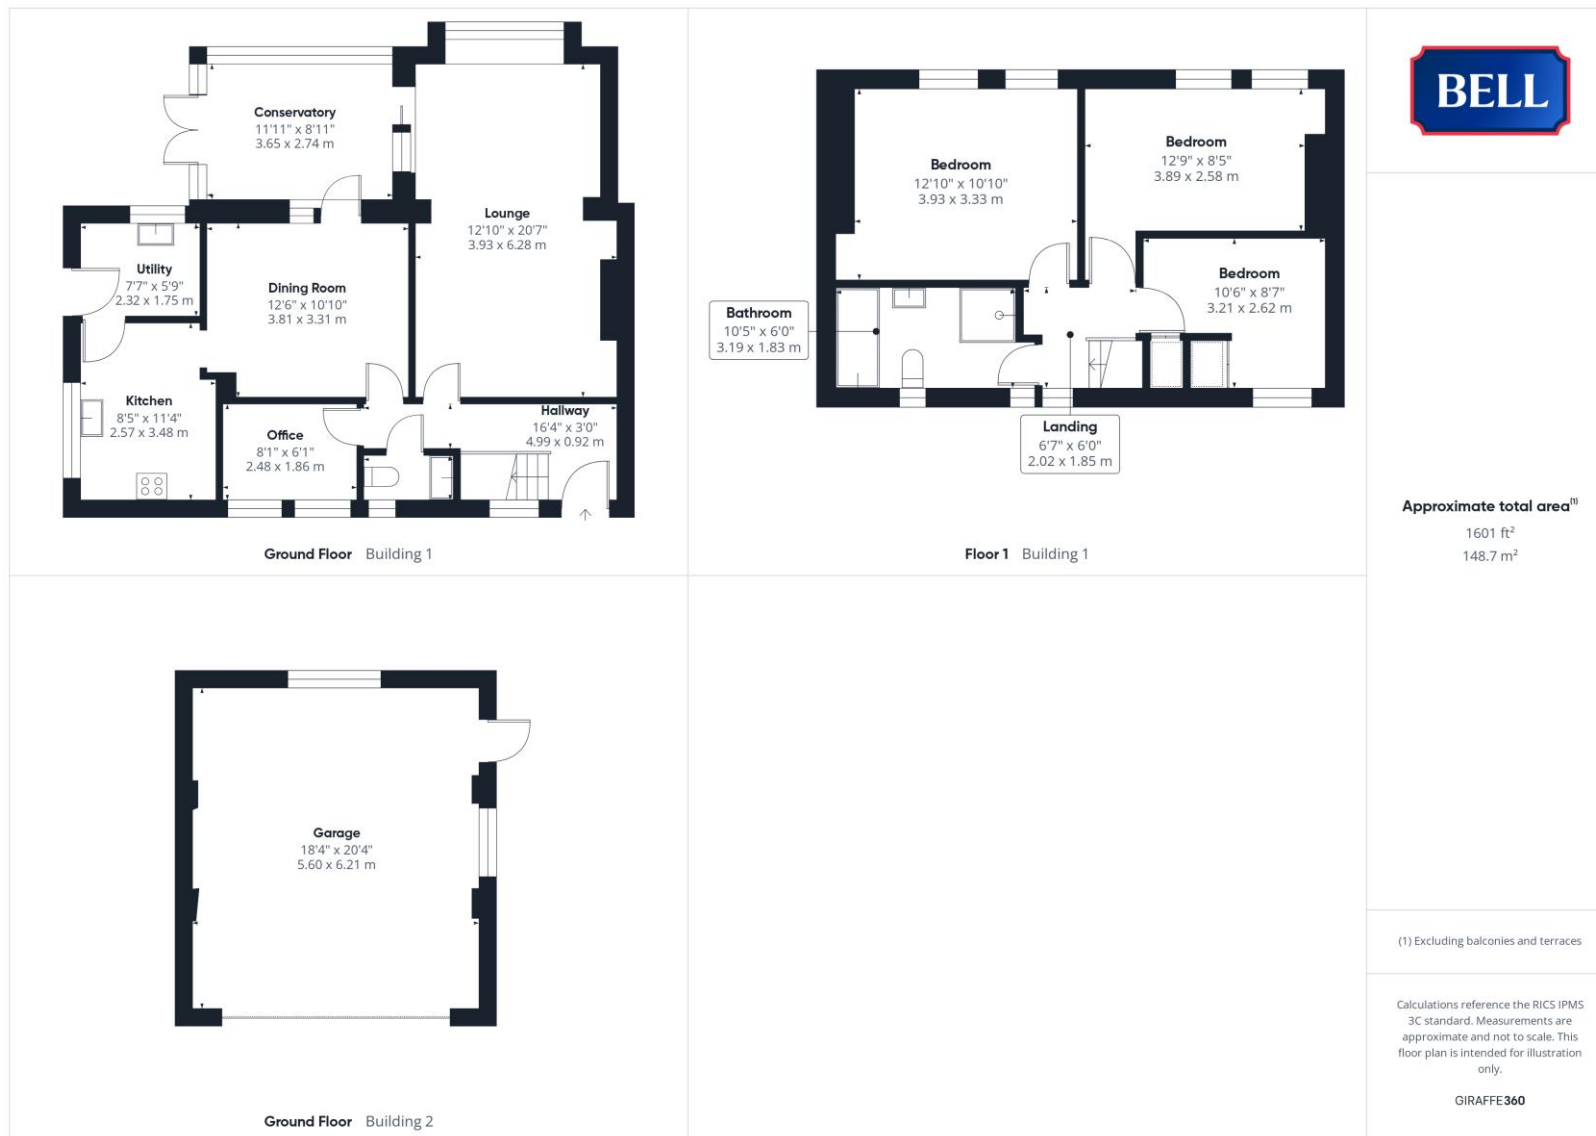 Conservatory
11'11" x 8'11"
3.65 x 2.74 m
Lounge
12'10" x 20'7"
3.93 x 6.28 m
Utility
7'7" x 5'9"
2.32 x 1.75 m
Dining Room
12'6" x 10'10"
3.81 x 3.31 m
Kitchen
8'5" x 11'4"
2.57 x 3.48 m
Office
8'1" x 6'1"
2.48 x 1.86 m
Hallway
16'4" x 3'0"
4.99 x 0.92 m
Ground Floor Building 1
Bedroom
12'10" x 10'10"
3.93 x 3.33 m
Bedroom
12'9" x 8'5"
3.89 x 2.58 m
Bedroom
10'6" x 8'7"
3.21 x 2.62 m
Bathroom
10'5" x 6'0"
3.19 x 1.83 m
Landing
6'7" x 6'0"
2.02 x 1.85 m
Floor 1 Building 1
Garage
18'4" x 20'4"
5.60 x 6.21 m
Ground Floor Building 2
BELL
Approximate total area(1)
1601 ft²
148.7 m²
(1) Excluding balconies and terraces
Calculations reference the RICS IPMS
3C standard. Measurements are
approximate and not to scale. This
floor plan is intended for illustration
only.
GIRAFFE360